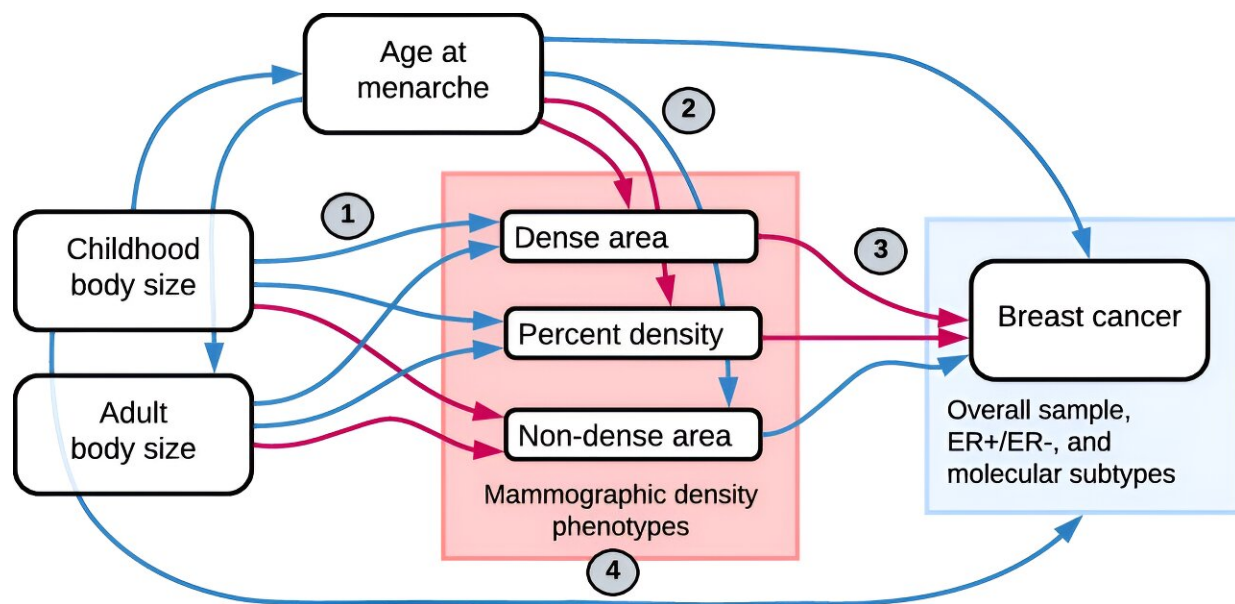 Age at
menarche
2
1
Childhood
body size
Dense area
3
Percent density
Breast cancer
Adult
body size
Non-dense area
Overall sample,
ER+/ER-, and
molecular subtypes
Mammographic density
phenotypes
4